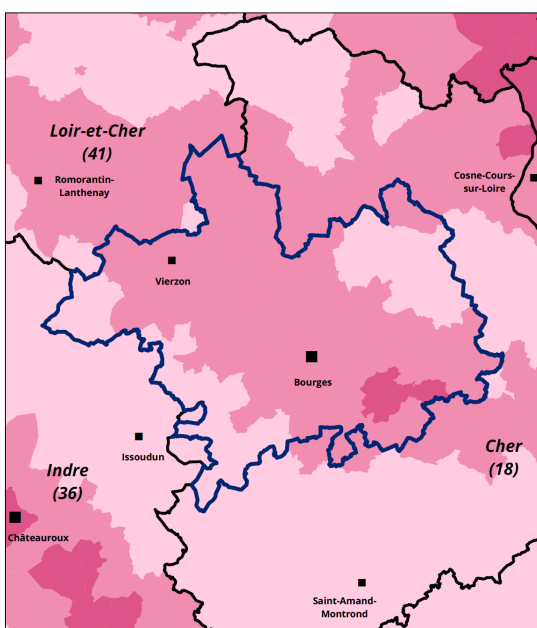 Loir-et-Cher
(41)
Romorantin-
Lanthenay
Cosne-Cours-
sur-Loire
Vierzon
Bourges
Issoudun
Cher
(18)
Indre
(36)
Châteauroux
Saint-Amand-
Montrond